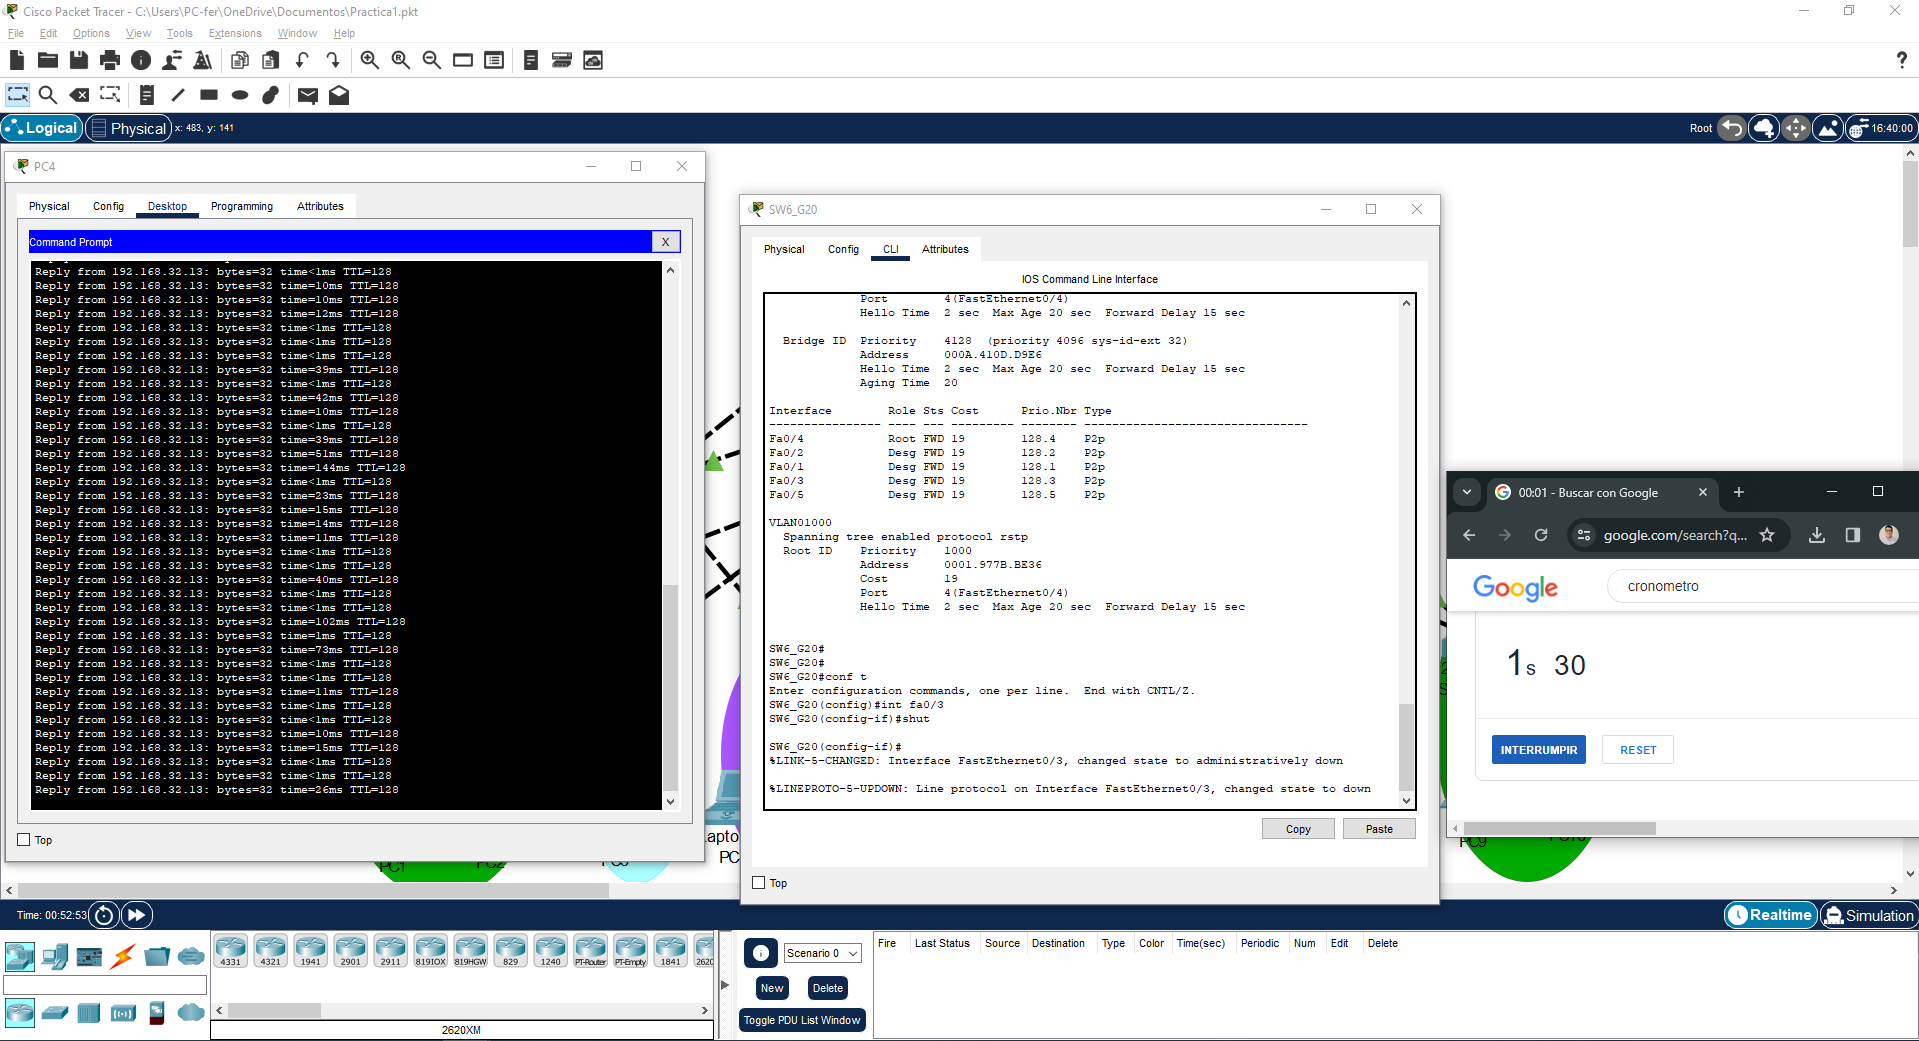 Cisco Packet Tracer - C:\Users\PC-fer\OneDrive\Documentos\Practica1.pkt
File Edit Options View Tools Extensions Window Help
Logical Physical x: 483, y: 141 Root 16:40:00
PC4
Physical Config Desktop Programming Attributes
Command Prompt X
Reply from 192.168.32.13: bytes=32 time<1ms TTL=128
Reply from 192.168.32.13: bytes=32 time=10ms TTL=128
Reply from 192.168.32.13: bytes=32 time=10ms TTL=128
Reply from 192.168.32.13: bytes=32 time=12ms TTL=128
Reply from 192.168.32.13: bytes=32 time<1ms TTL=128
Reply from 192.168.32.13: bytes=32 time<1ms TTL=128
Reply from 192.168.32.13: bytes=32 time<1ms TTL=128
Reply from 192.168.32.13: bytes=32 time=39ms TTL=128
Reply from 192.168.32.13: bytes=32 time<1ms TTL=128
Reply from 192.168.32.13: bytes=32 time=42ms TTL=128
Reply from 192.168.32.13: bytes=32 time=10ms TTL=128
Reply from 192.168.32.13: bytes=32 time<1ms TTL=128
Reply from 192.168.32.13: bytes=32 time=39ms TTL=128
Reply from 192.168.32.13: bytes=32 time=51ms TTL=128
Reply from 192.168.32.13: bytes=32 time=144ms TTL=128
Reply from 192.168.32.13: bytes=32 time<1ms TTL=128
Reply from 192.168.32.13: bytes=32 time=23ms TTL=128
Reply from 192.168.32.13: bytes=32 time=15ms TTL=128
Reply from 192.168.32.13: bytes=32 time=14ms TTL=128
Reply from 192.168.32.13: bytes=32 time=11ms TTL=128
Reply from 192.168.32.13: bytes=32 time<1ms TTL=128
Reply from 192.168.32.13: bytes=32 time<1ms TTL=128
Reply from 192.168.32.13: bytes=32 time=40ms TTL=128
Reply from 192.168.32.13: bytes=32 time<1ms TTL=128
Reply from 192.168.32.13: bytes=32 time<1ms TTL=128
Reply from 192.168.32.13: bytes=32 time=102ms TTL=128
Reply from 192.168.32.13: bytes=32 time=1ms TTL=128
Reply from 192.168.32.13: bytes=32 time=73ms TTL=128
Reply from 192.168.32.13: bytes=32 time<1ms TTL=128
Reply from 192.168.32.13: bytes=32 time<1ms TTL=128
Reply from 192.168.32.13: bytes=32 time=11ms TTL=128
Reply from 192.168.32.13: bytes=32 time<1ms TTL=128
Reply from 192.168.32.13: bytes=32 time<1ms TTL=128
Reply from 192.168.32.13: bytes=32 time=10ms TTL=128
Reply from 192.168.32.13: bytes=32 time=15ms TTL=128
Reply from 192.168.32.13: bytes=32 time<1ms TTL=128
Reply from 192.168.32.13: bytes=32 time<1ms TTL=128
Reply from 192.168.32.13: bytes=32 time=26ms TTL=128
Top
SW6_G20
Physical Config CLI Attributes
IOS Command Line Interface
Port 4(FastEthernet0/4)
Hello Time 2 sec Max Age 20 sec Forward Delay 15 sec
Bridge ID Priority 4128 (priority 4096 sys-id-ext 32)
Address 000A.410D.D9E6
Hello Time 2 sec Max Age 20 sec Forward Delay 15 sec
Aging Time 20
Interface Role Sts Cost Prio.Nbr Type
---------------- ---- --- --------- -------- --------------------------------
Fa0/4 Root FWD 19 128.4 P2p
Fa0/2 Desg FWD 19 128.2 P2p
Fa0/1 Desg FWD 19 128.1 P2p
Fa0/3 Desg FWD 19 128.3 P2p
Fa0/5 Desg FWD 19 128.5 P2p
VLAN01000
Spanning tree enabled protocol rstp
Root ID Priority 1000
Address 0001.977B.BE36
Cost 19
Port 4(FastEthernet0/4)
Hello Time 2 sec Max Age 20 sec Forward Delay 15 sec
SW6_G20#
SW6_G20#
SW6_G20#conf t
Enter configuration commands, one per line. End with CNTL/Z.
SW6_G20(config)#int fa0/3
SW6_G20(config-if)#shut
SW6_G20(config-if)#
%LINK-5-CHANGED: Interface FastEthernet0/3, changed state to administratively down
%LINEPROTO-5-UPDOWN: Line protocol on Interface FastEthernet0/3, changed state to down
Copy Paste
Top
00:01 - Buscar con Google
google.com/search?q...
Google cronometro
1s 30
INTERRUMPIR RESET
PC1
PC
PC9
Time: 00:52:53 Realtime Simulation
4331 4321 1941 2901 2911 819IOX 819HGW 829 1240 PT-Router PT-Empty 1841 262
2620XM
Scenario 0
New Delete
Toggle PDU List Window
Fire Last Status Source Destination Type Color Time(sec) Periodic Num Edit Delete